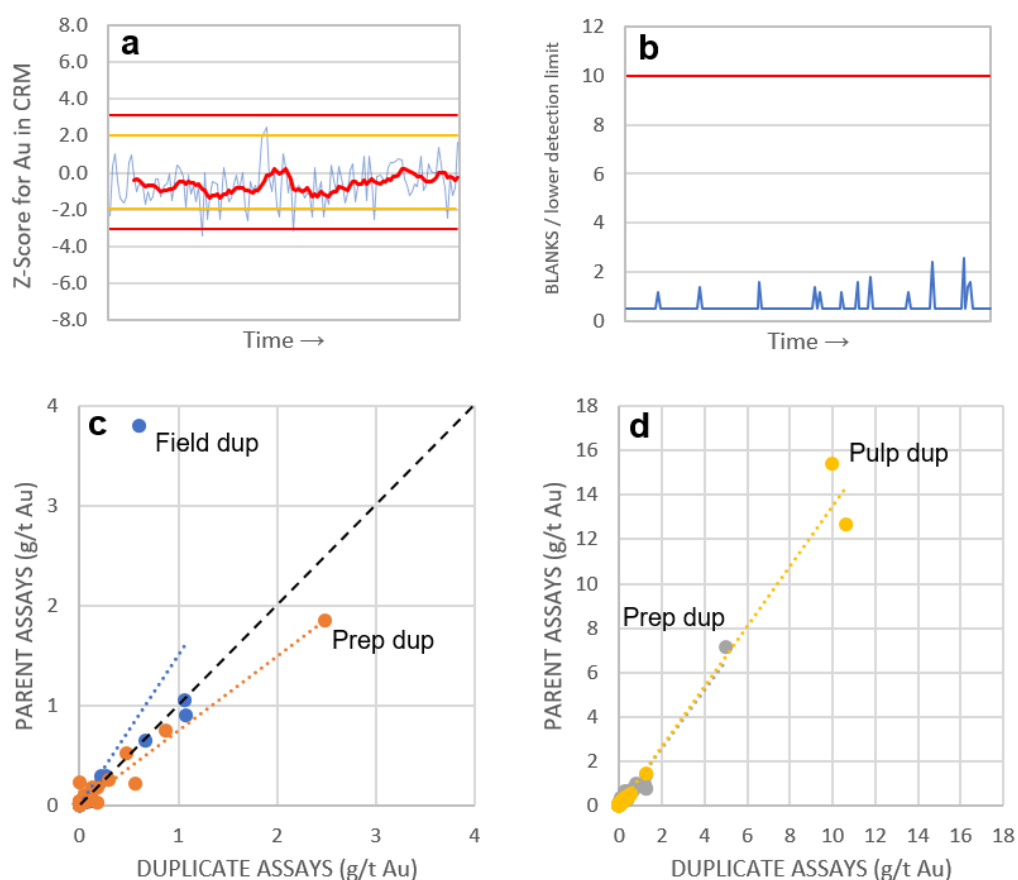 a
Z-Score for Au in CRM
8.0
6.0
4.0
2.0
0.0
-2.0
-4.0
-6.0
-8.0
Time →
b
BLANKS / lower detection limit
12
10
8
6
4
2
0
Time →
c
PARENT ASSAYS (g/t Au)
4
3
2
1
0
Field dup
Prep dup
0 1 2 3 4
DUPLICATE ASSAYS (g/t Au)
d
PARENT ASSAYS (g/t Au)
18
16
14
12
10
8
6
4
2
0
Pulp dup
Prep dup
0 2 4 6 8 10 12 14 16 18
DUPLICATE ASSAYS (g/t Au)